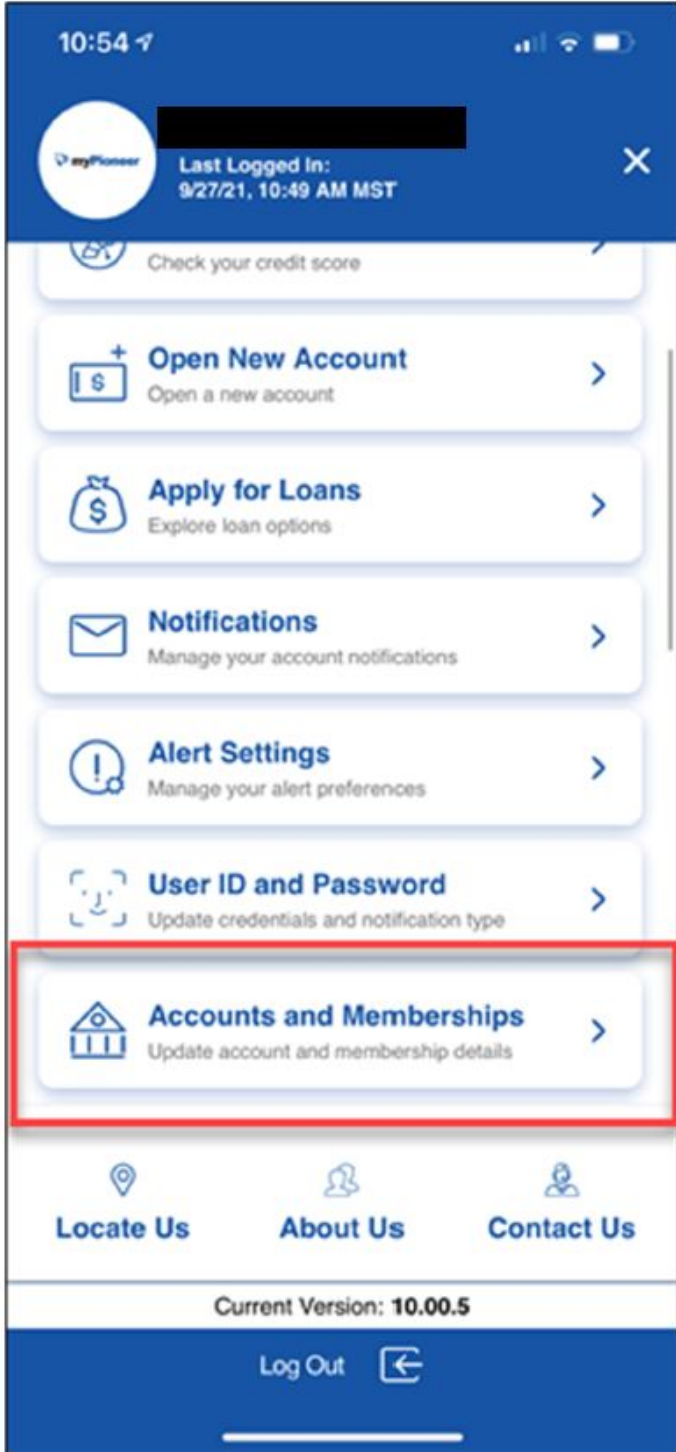 10:54
myPioneer
Last Logged In:
9/27/21, 10:49 AM MST
Check your credit score
Open New Account
Open a new account
Apply for Loans
Explore loan options
Notifications
Manage your account notifications
Alert Settings
Manage your alert preferences
User ID and Password
Update credentials and notification type
Accounts and Memberships
Update account and membership details
Locate Us
About Us
Contact Us
Current Version: 10.00.5
Log Out